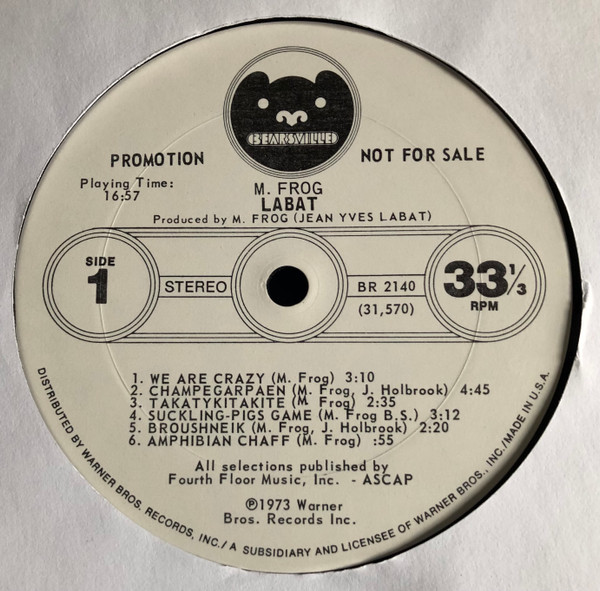 BEARSVILLE
PROMOTION
NOT FOR SALE
Playing Time:
16:57
M. FROG
LABAT
Produced by M. FROG (JEAN YVES LABAT)
SIDE
1
STEREO
BR 2140
(31,570)
33 1/3
RPM
1. WE ARE CRAZY (M. Frog) 3:10
2. CHAMPEGARPAEN (M. Frog, J. Holbrook) 4:45
3. TAKATYKITAKITE (M Frog) 2:35
4. SUCKLING-PIGS GAME (M. Frog B.S.) 3:12
5. BROUSHNEIK (M. Frog, J. Holbrook) 2:20
6. AMPHIBIAN CHAFF (M. Frog) :55
All selections published by
Fourth Floor Music, Inc. - ASCAP
℗1973 Warner
Bros. Records Inc.
DISTRIBUTED BY WARNER BROS. RECORDS, INC./A SUBSIDIARY AND LICENSEE OF WARNER BROS., INC./MADE IN U.S.A.